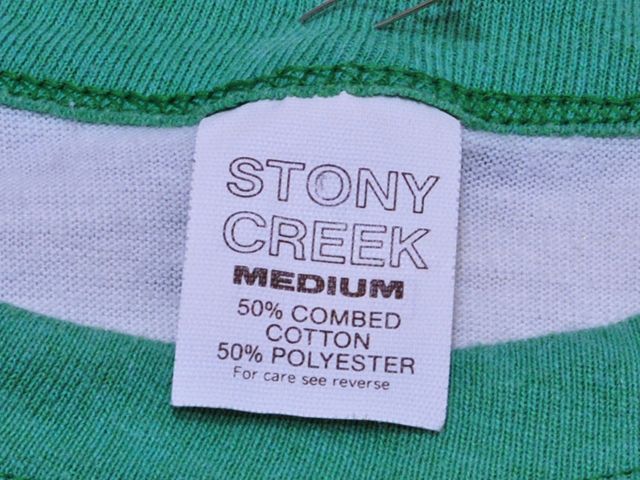 STONY
CREEK
MEDIUM
50% COMBED
COTTON
50% POLYESTER
For care see reverse